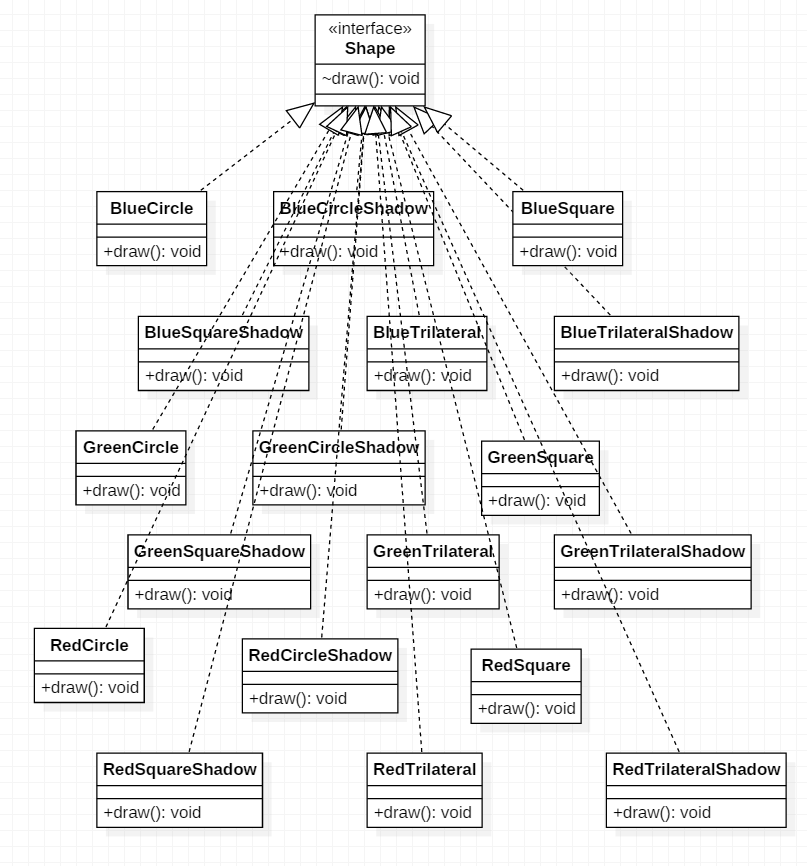 «interface»
Shape
~draw(): void
BlueCircle
+draw(): void
BlueCircleShadow
+draw(): void
BlueSquare
+draw(): void
BlueSquareShadow
+draw(): void
BlueTrilateral
+draw(): void
BlueTrilateralShadow
+draw(): void
GreenCircle
+draw(): void
GreenCircleShadow
+draw(): void
GreenSquare
+draw(): void
GreenSquareShadow
+draw(): void
GreenTrilateral
+draw(): void
GreenTrilateralShadow
+draw(): void
RedCircle
+draw(): void
RedCircleShadow
+draw(): void
RedSquare
+draw(): void
RedSquareShadow
+draw(): void
RedTrilateral
+draw(): void
RedTrilateralShadow
+draw(): void